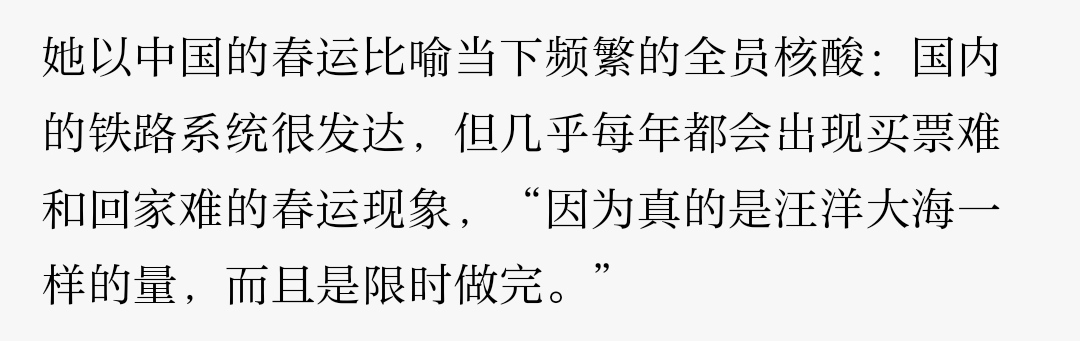 她以中国的春运比喻当下频繁的全员核酸：国内
的铁路系统很发达，但几乎每年都会出现买票难
和回家难的春运现象，“因为真的是汪洋大海一
样的量，而且是限时做完。”